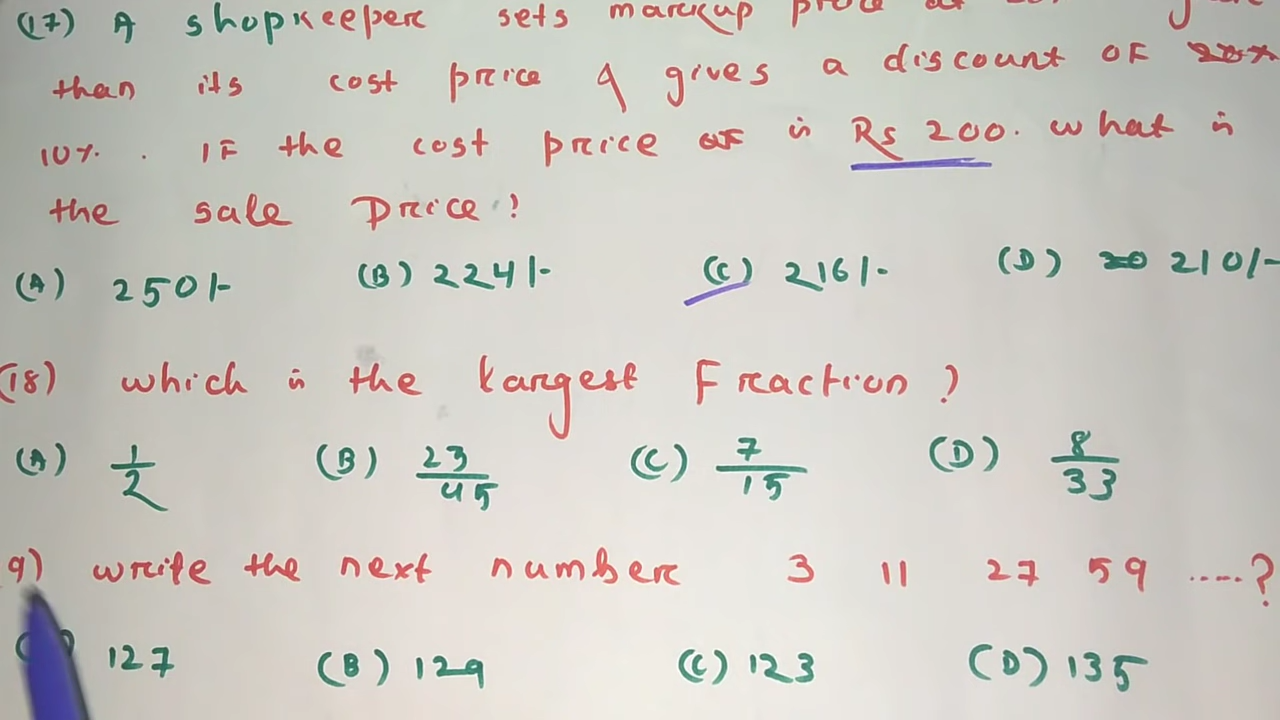 (17) A shopkeeper sets markup price at
than its cost price & gives a discount of
10% . IF the cost price is Rs 200. what is
the sale price?
(A) 250/- (B) 224/- (C) 216/- (D) 210/-
(18) which is the largest Fraction?
(A) 1/2 (B) 23/45 (C) 7/15 (D) 8/33
9) write the next number 3 11 27 59 .....?
127 (B) 129 (C) 123 (D) 135